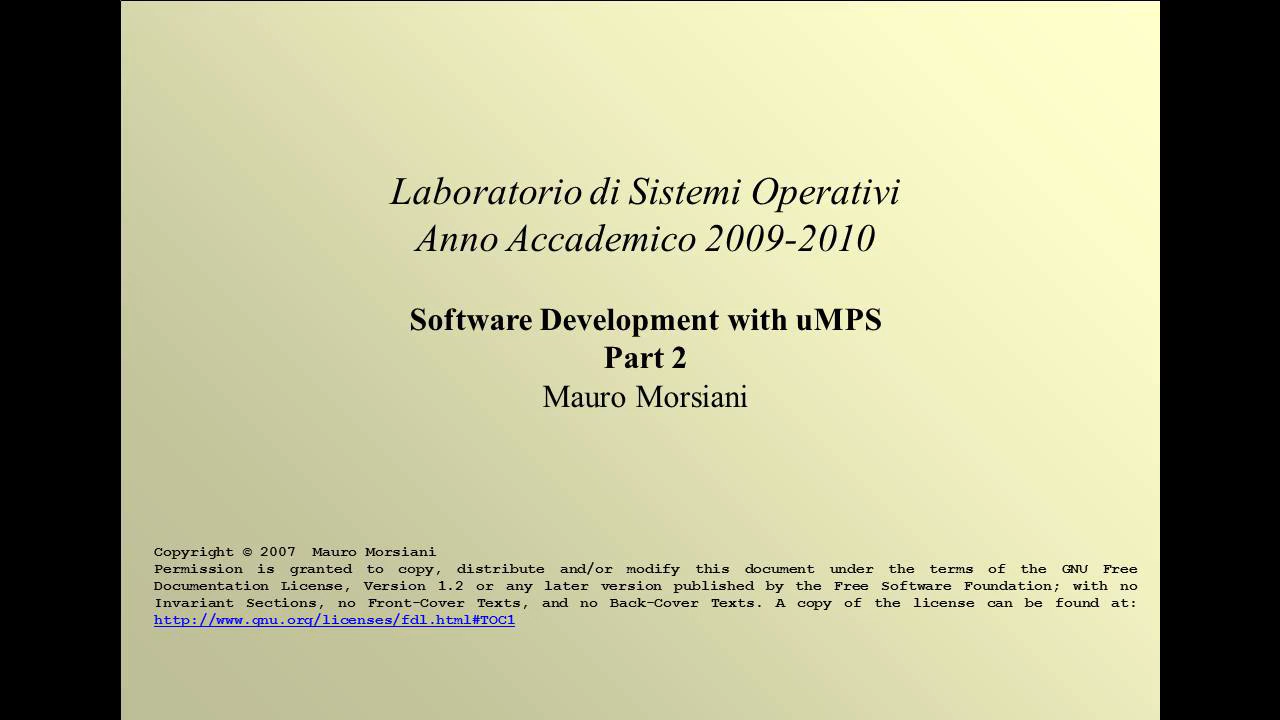 Laboratorio di Sistemi Operativi
Anno Accademico 2009-2010
Software Development with uMPS
Part 2
Mauro Morsiani
Copyright © 2007 Mauro Morsiani
Permission is granted to copy, distribute and/or modify this document under the terms of the GNU Free
Documentation License, Version 1.2 or any later version published by the Free Software Foundation; with no
Invariant Sections, no Front-Cover Texts, and no Back-Cover Texts. A copy of the license can be found at:
http://www.gnu.org/licenses/fdl.html#TOC1